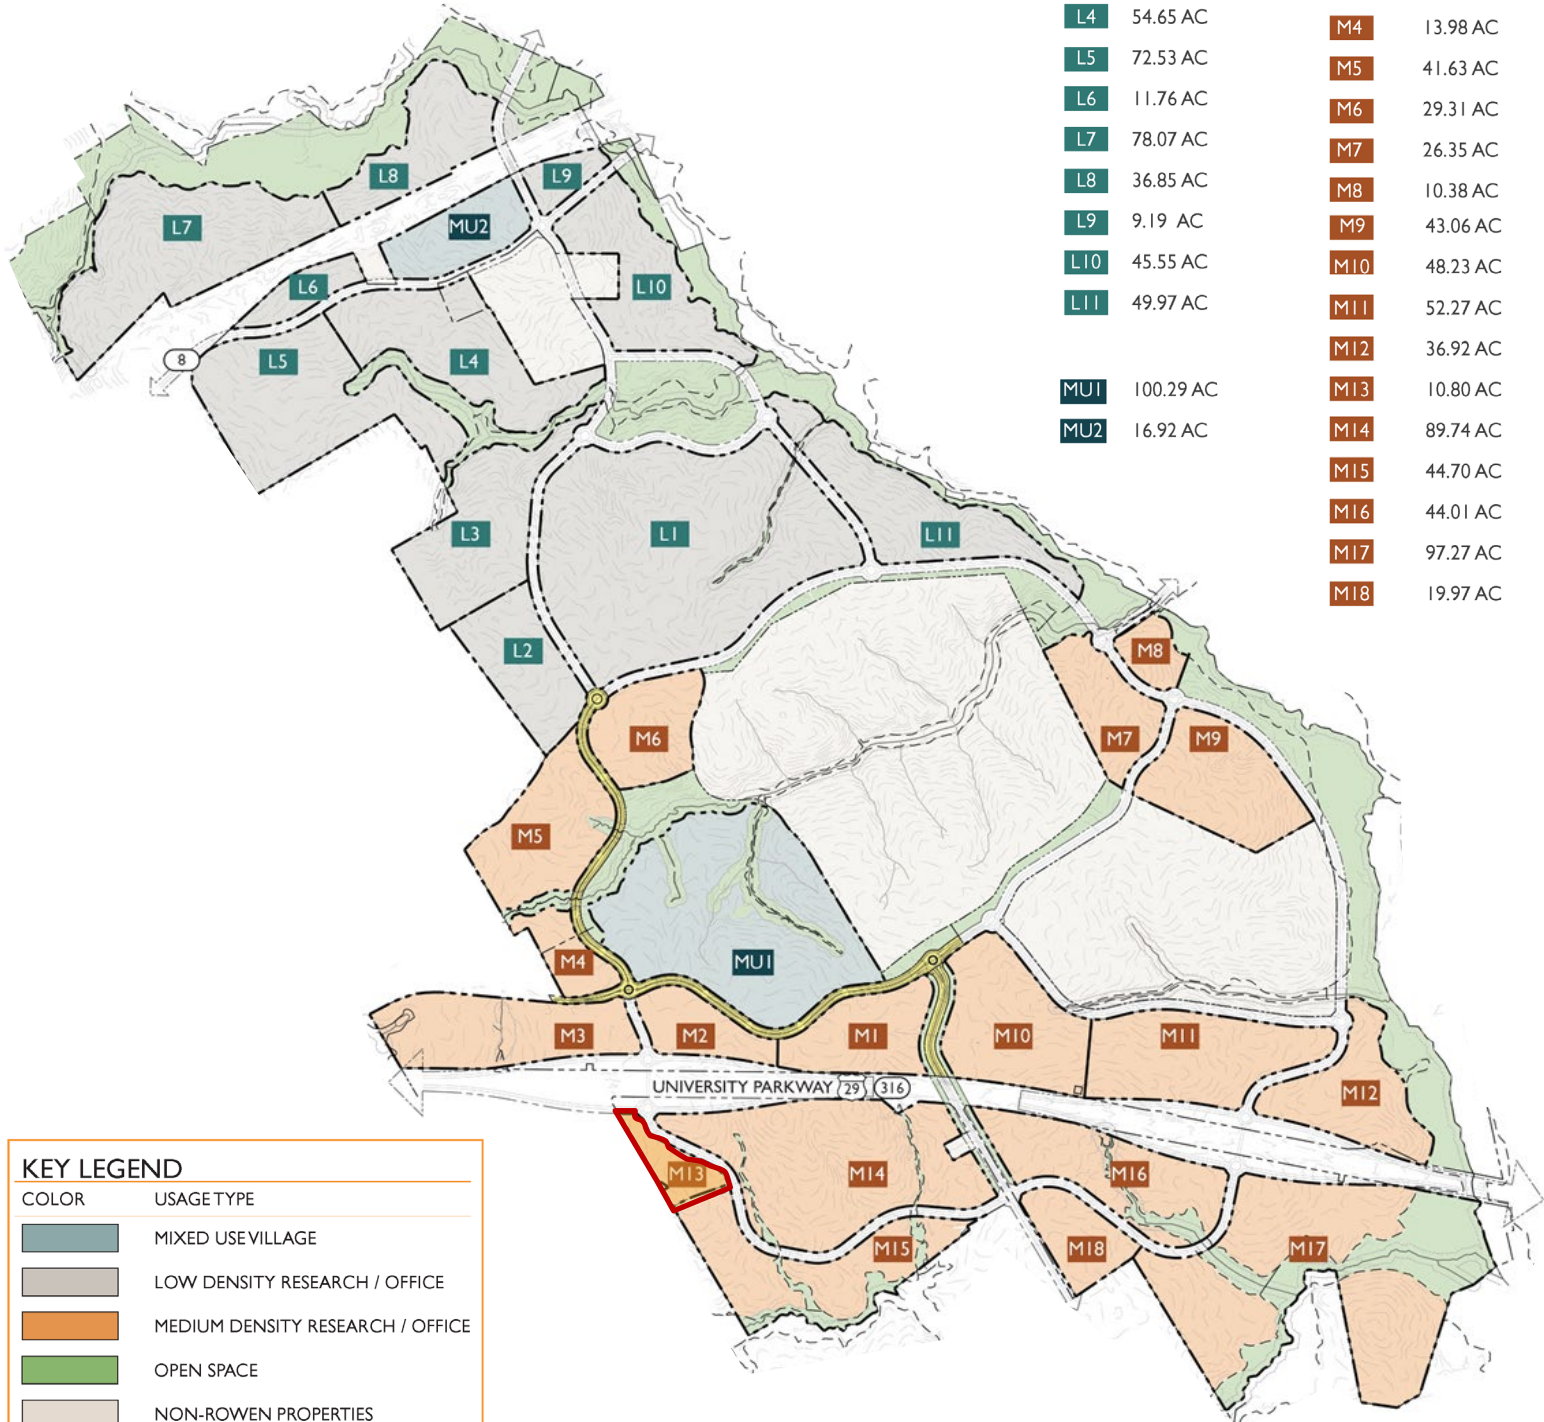 L4 54.65 AC
L5 72.53 AC
L6 11.76 AC
L7 78.07 AC
L8 36.85 AC
L9 9.19 AC
L10 45.55 AC
L11 49.97 AC
MU1 100.29 AC
MU2 16.92 AC
M4 13.98 AC
M5 41.63 AC
M6 29.31 AC
M7 26.35 AC
M8 10.38 AC
M9 43.06 AC
M10 48.23 AC
M11 52.27 AC
M12 36.92 AC
M13 10.80 AC
M14 89.74 AC
M15 44.70 AC
M16 44.01 AC
M17 97.27 AC
M18 19.97 AC
L8
L9
L7
MU2
L6
L10
8
L5
L4
L3
L1
L11
L2
M8
M6
M7
M9
M5
M4
MU1
M3
M2
M1
M10
M11
UNIVERSITY PARKWAY 29 316
M12
M13
M14
M16
M15
M18
M17
KEY LEGEND
COLOR USAGE TYPE
MIXED USE VILLAGE
LOW DENSITY RESEARCH / OFFICE
MEDIUM DENSITY RESEARCH / OFFICE
OPEN SPACE
NON-ROWEN PROPERTIES